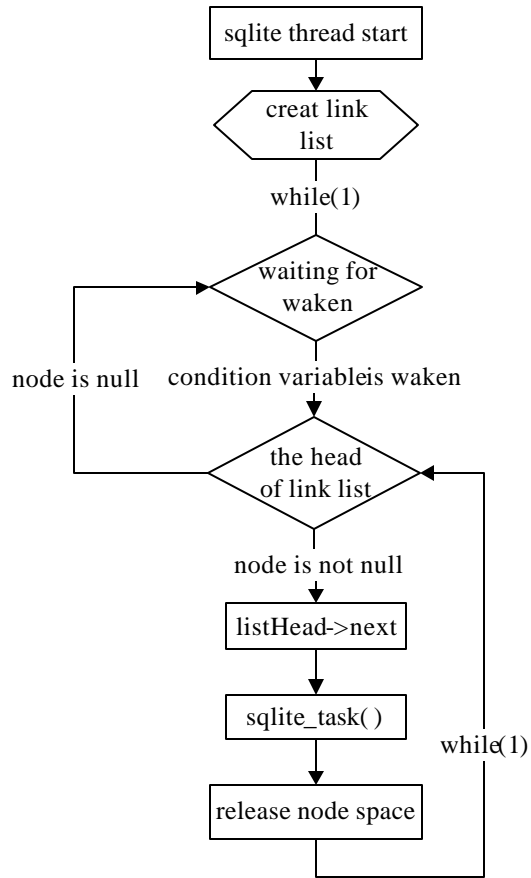 sqlite thread start
creat link
list
while(1)
waiting for
waken
node is null
condition variableis waken
the head
of link list
node is not null
listHead->next
sqlite_task( )
while(1)
release node space